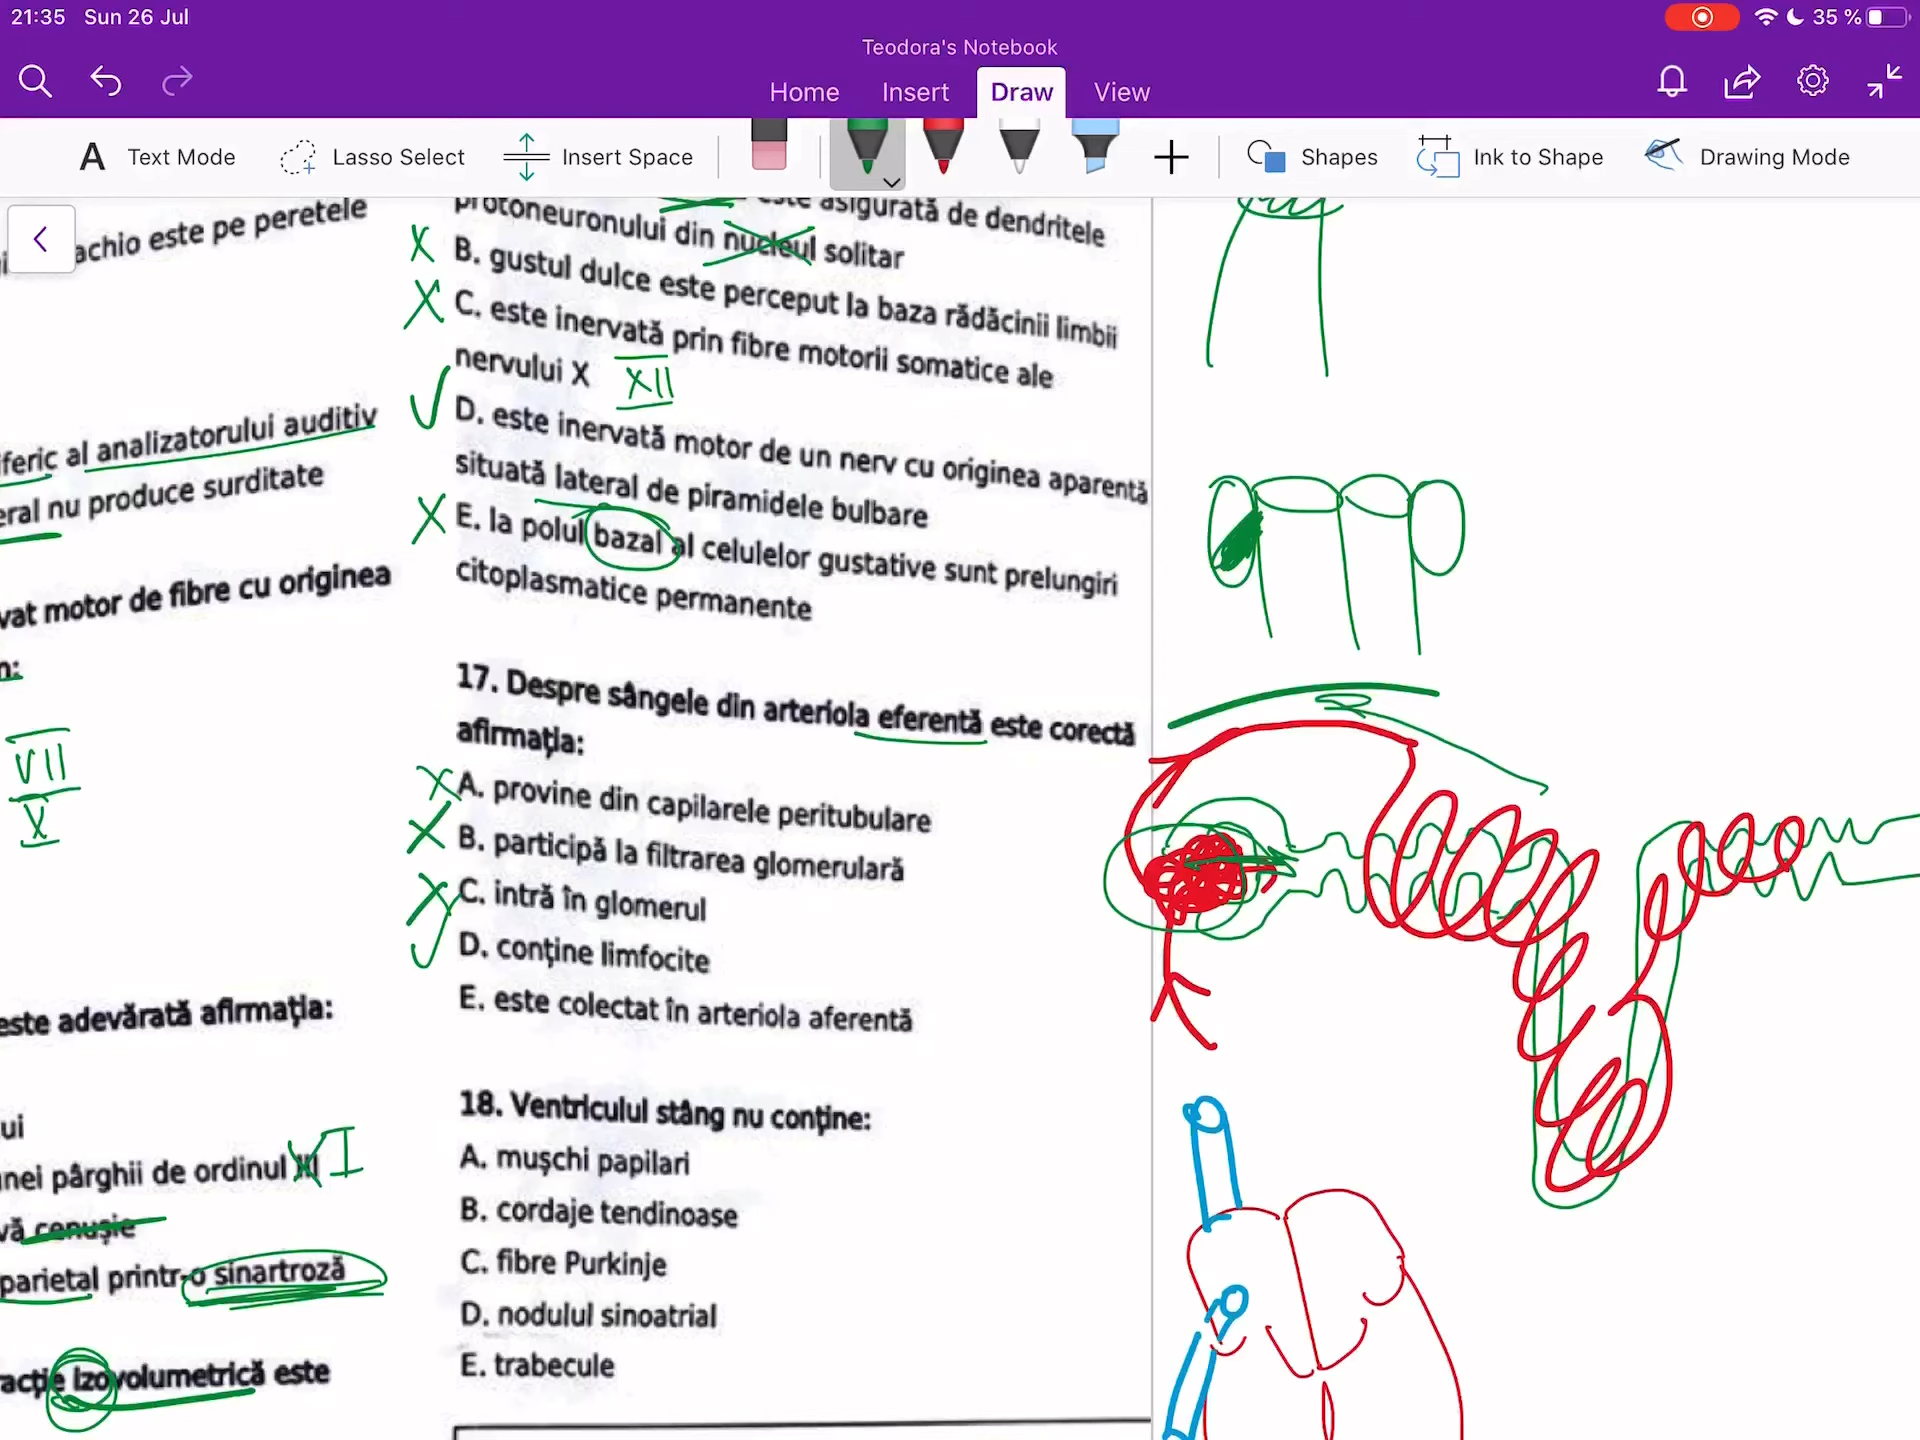 21:35 Sun 26 Jul
35 %
Teodora's Notebook
Home Insert Draw View
A Text Mode Lasso Select Insert Space Shapes Ink to Shape Drawing Mode
achio este pe peretele
iferic al analizatorului auditiv
eral nu produce surditate
vat motor de fibre cu originea
n:
VII
X
este adevărată afirmația:
ui
nei pârghii de ordinul I
vă cenușie
parietal printr-o sinartroză
acție izovolumetrică este
protoneuronului din nucleul solitar
este asigurată de dendritele
X B. gustul dulce este perceput la baza rădăcinii limbii
X C. este inervată prin fibre motorii somatice ale
nervului X XII
D. este inervată motor de un nerv cu originea aparentă
situată lateral de piramidele bulbare
X E. la polul bazal al celulelor gustative sunt prelungiri
citoplasmatice permanente
17. Despre sângele din arteriola eferentă este corectă
afirmația:
X A. provine din capilarele peritubulare
X B. participă la filtrarea glomerulară
X C. intră în glomerul
D. conține limfocite
E. este colectat în arteriola aferentă
18. Ventriculul stâng nu conține:
A. mușchi papilari
B. cordaje tendinoase
C. fibre Purkinje
D. nodulul sinoatrial
E. trabecule